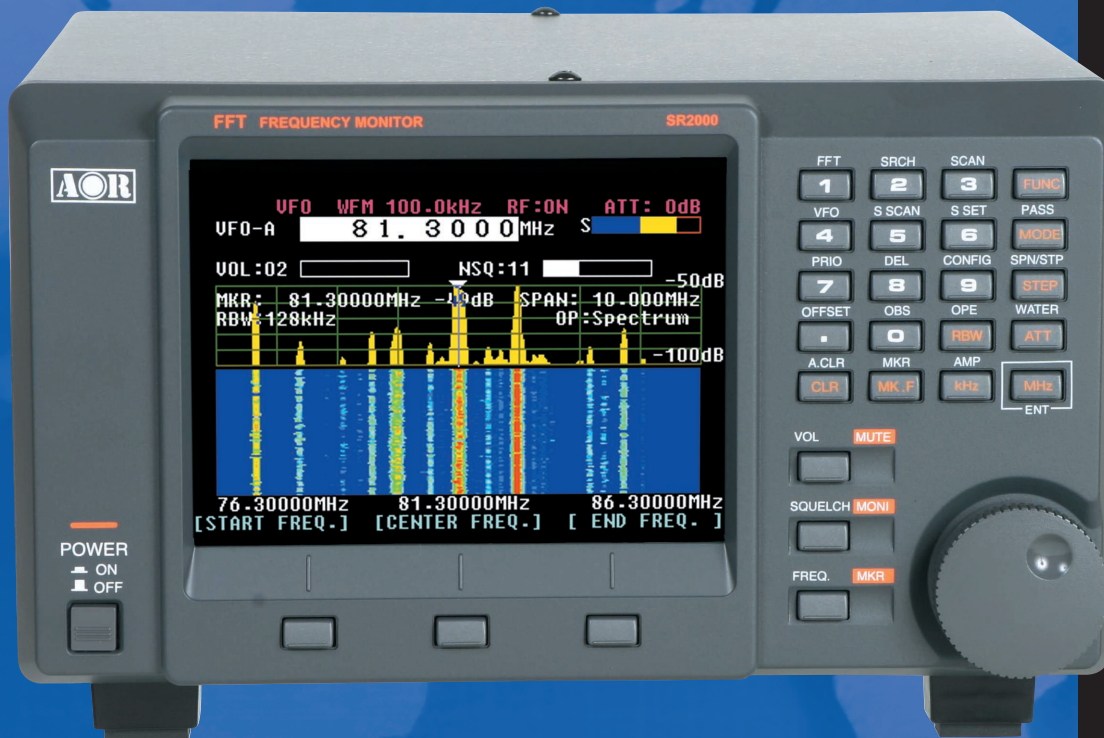 FFT FREQUENCY MONITOR SR2000
AOR
VFO WFM 100.0kHz RF:ON ATT: 0dB
VFO-A 81. 3000 MHz S
VOL:02 NSQ:11
-50dB
MKR: 81.30000MHz dB SPAN: 10.000MHz
RBW:128kHz OP:Spectrum
-100dB
76.30000MHz 81.30000MHz 86.30000MHz
[START FREQ.] [CENTER FREQ.] [ END FREQ. ]
POWER
ON
OFF
FFT SRCH SCAN
1 2 3 FUNC
VFO S SCAN S SET PASS
4 5 6 MODE
PRIO DEL CONFIG SPN/STP
7 8 9 STEP
OFFSET OBS OPE WATER
. 0 RBW ATT
A.CLR MKR AMP
CLR MK.F kHz MHz
ENT
VOL MUTE
SQUELCH MONI
FREQ. MKR